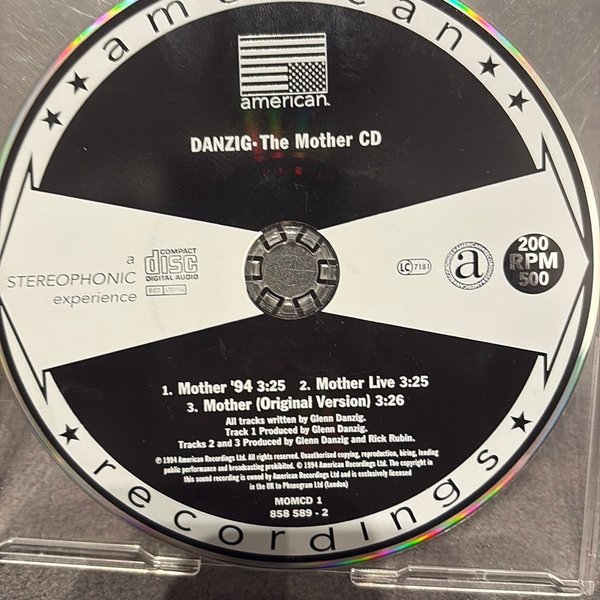 american
american
DANZIG·The Mother CD
a
STEREOPHONIC
experience
COMPACT
disc
DIGITAL AUDIO
LC 7181
a
200
RPM
500
1. Mother '94 3:25 2. Mother Live 3:25
3. Mother (Original Version) 3:26
All tracks written by Glenn Danzig.
Track 1 Produced by Glenn Danzig.
Tracks 2 and 3 Produced by Glenn Danzig and Rick Rubin.
℗ 1994 American Recordings Ltd. All rights reserved. Unauthorised copying, reproduction, hiring, lending
public performance and broadcasting prohibited. © 1994 American Recordings Ltd. The copyright in
this sound recording is owned by American Recordings Ltd and is exclusively licensed
in the UK to Phonogram Ltd (London)
MOMCD 1
858 589 - 2
recordings